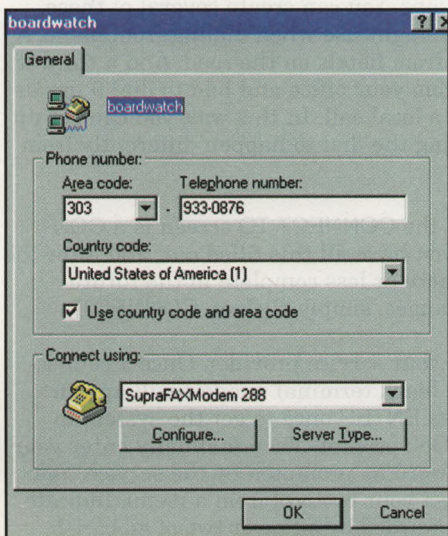 boardwatch
General
boardwatch
Phone number:
Area code:
Telephone number:
303
-
933-0876
Country code:
United States of America (1)
Use country code and area code
Connect using:
SupraFAXModem 288
Configure...
Server Type...
OK
Cancel